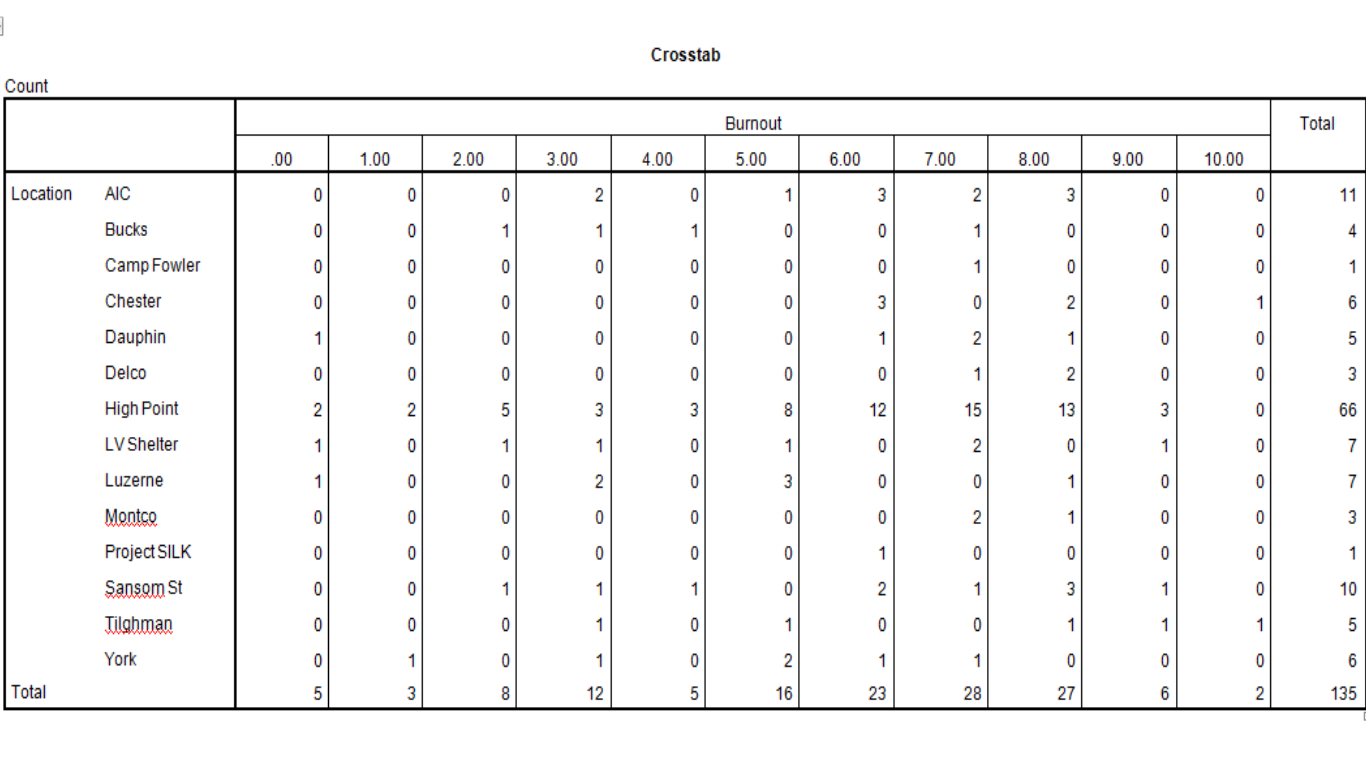 Crosstab
Count
Burnout Total
.00 1.00 2.00 3.00 4.00 5.00 6.00 7.00 8.00 9.00 10.00
Location AIC 0 0 0 2 0 1 3 2 3 0 0 11
Bucks 0 0 1 1 1 0 0 1 0 0 0 4
Camp Fowler 0 0 0 0 0 0 0 1 0 0 0 1
Chester 0 0 0 0 0 0 3 0 2 0 1 6
Dauphin 1 0 0 0 0 0 1 2 1 0 0 5
Delco 0 0 0 0 0 0 0 1 2 0 0 3
High Point 2 2 5 3 3 8 12 15 13 3 0 66
LV Shelter 1 0 1 1 0 1 0 2 0 1 0 7
Luzerne 1 0 0 2 0 3 0 0 1 0 0 7
Montco 0 0 0 0 0 0 0 2 1 0 0 3
Project SILK 0 0 0 0 0 0 1 0 0 0 0 1
Sansom St 0 0 1 1 1 0 2 1 3 1 0 10
Tilghman 0 0 0 1 0 1 0 0 1 1 1 5
York 0 1 0 1 0 2 1 1 0 0 0 6
Total 5 3 8 12 5 16 23 28 27 6 2 135